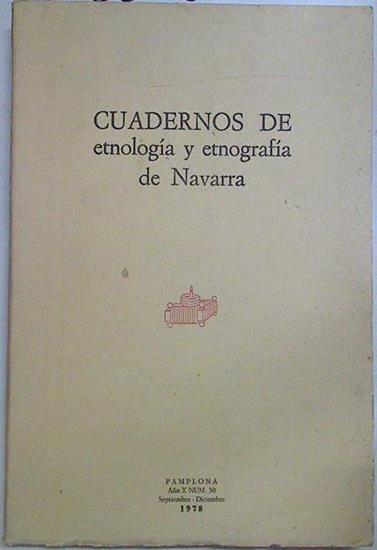 CUADERNOS DE
etnología y etnografía
de Navarra
PAMPLONA
Año X NUM. 30
Septiembre - Diciembre
1978